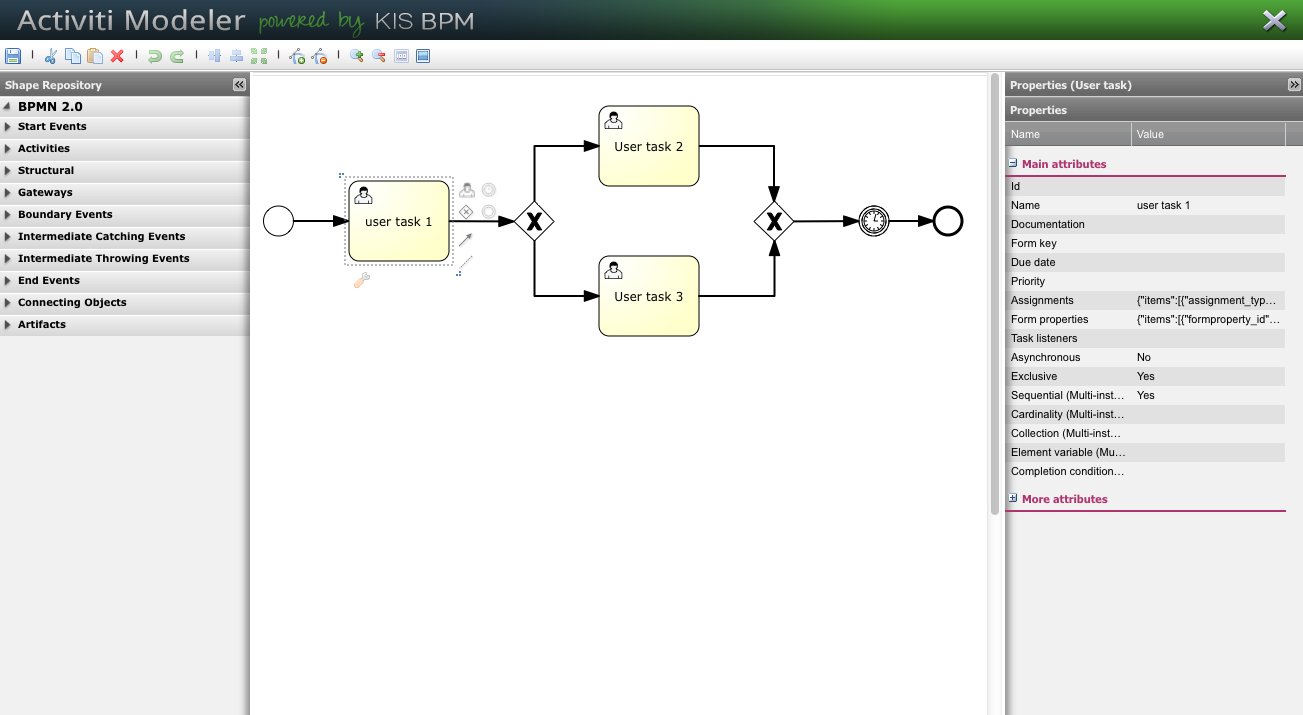 Activiti Modeler powered by KIS BPM
Shape Repository
BPMN 2.0
Start Events
Activities
Structural
Gateways
Boundary Events
Intermediate Catching Events
Intermediate Throwing Events
End Events
Connecting Objects
Artifacts
user task 1
User task 2
User task 3
Properties (User task)
Properties
Name Value
Main attributes
Id
Name user task 1
Documentation
Form key
Due date
Priority
Assignments {"items":[{"assignment_typ...
Form properties {"items":[{"formproperty_id"...
Task listeners
Asynchronous No
Exclusive Yes
Sequential (Multi-inst... Yes
Cardinality (Multi-inst...
Collection (Multi-inst...
Element variable (Mu...
Completion condition...
More attributes